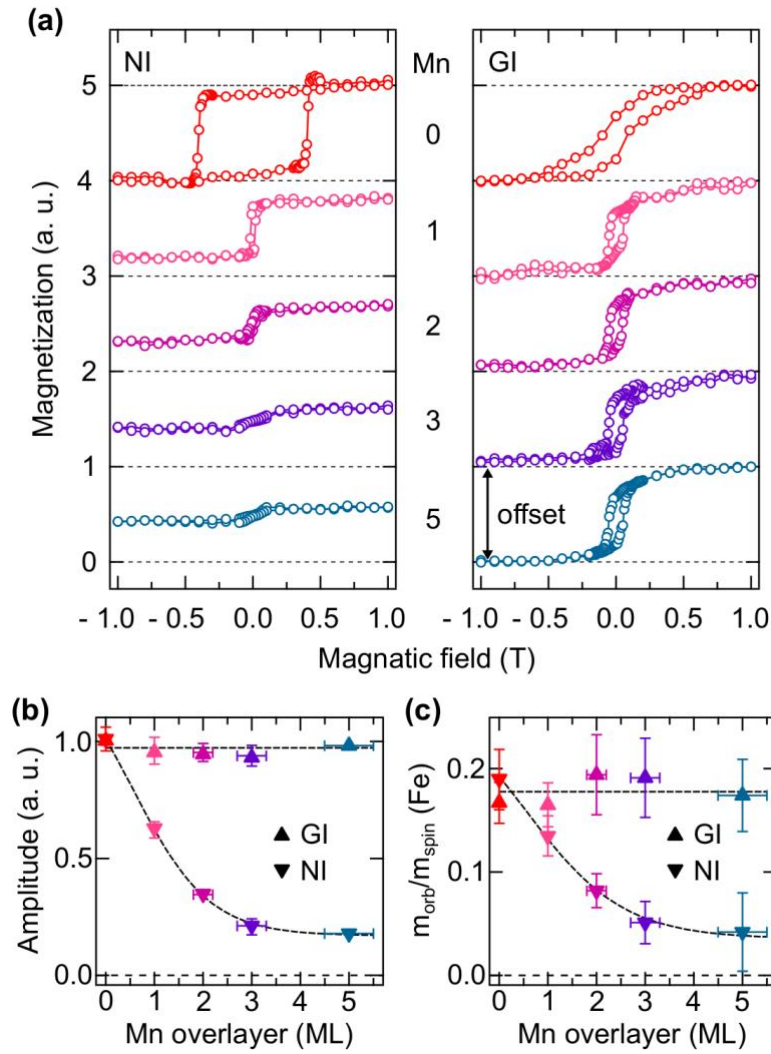 (a)
NI
Mn
GI
5
4
3
2
1
0
Magnetization (a. u.)
0
1
2
3
5
offset
- 1.0 - 0.5 0.0 0.5 1.0
- 1.0 - 0.5 0.0 0.5 1.0
Magnatic field (T)
(b)
1.0
0.5
0.0
Amplitude (a. u.)
GI
NI
0 1 2 3 4 5
Mn overlayer (ML)
(c)
0.2
0.1
0.0
morb/mspin (Fe)
GI
NI
0 1 2 3 4 5
Mn overlayer (ML)